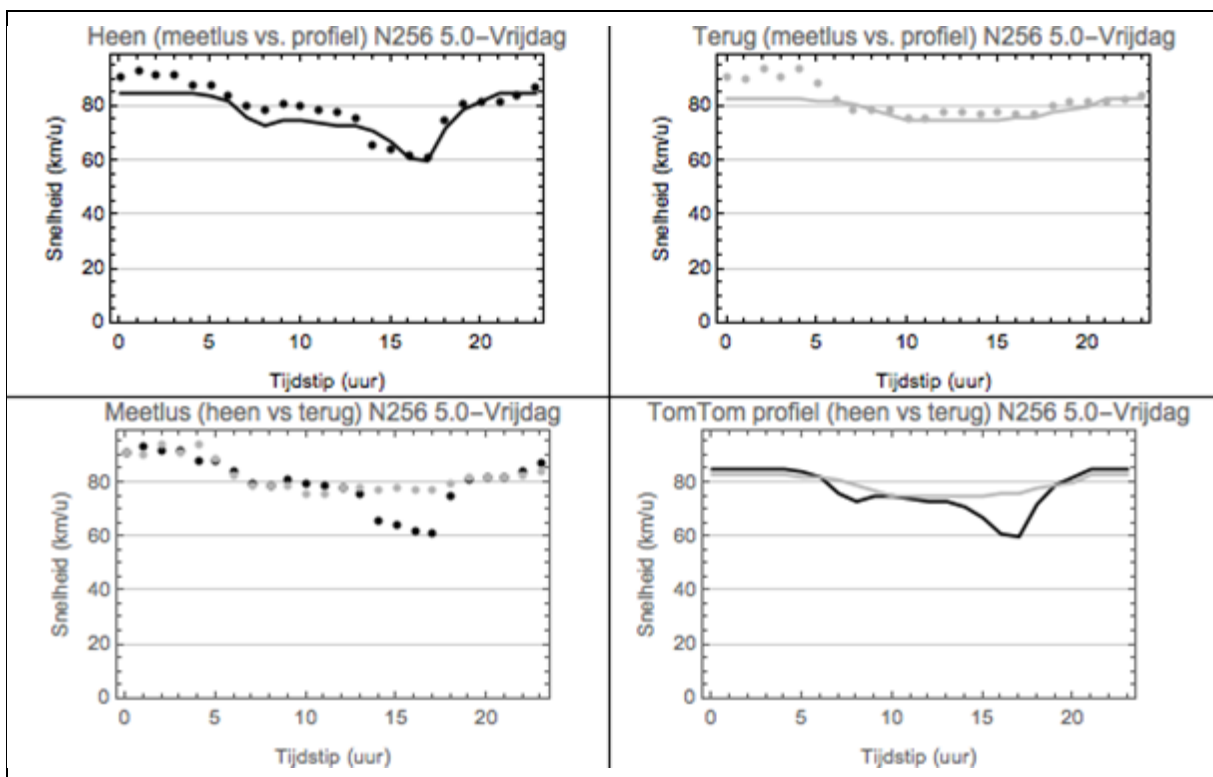 Heen (meetlus vs. profiel) N256 5.0–Vrijdag
Snelheid (km/u)
80
60
40
20
0
0 5 10 15 20
Tijdstip (uur)
Terug (meetlus vs. profiel) N256 5.0–Vrijdag
Snelheid (km/u)
80
60
40
20
0
0 5 10 15 20
Tijdstip (uur)
Meetlus (heen vs terug) N256 5.0–Vrijdag
Snelheid (km/u)
80
60
40
20
0
0 5 10 15 20
Tijdstip (uur)
TomTom profiel (heen vs terug) N256 5.0–Vrijdag
Snelheid (km/u)
80
60
40
20
0
0 5 10 15 20
Tijdstip (uur)